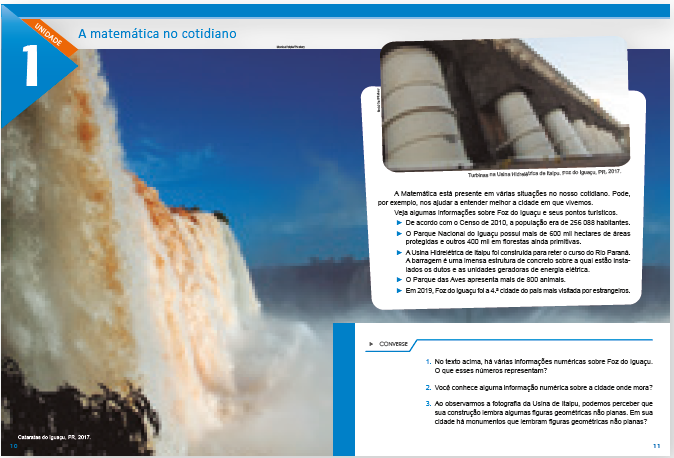 UNIDADE
1
A matemática no cotidiano
Turbinas na Usina Hidrelétrica de Itaipu, Foz do Iguaçu, PR, 2017.
A Matemática está presente em várias situações no nosso cotidiano. Pode,
por exemplo, nos ajudar a entender melhor a cidade em que vivemos.
Veja algumas informações sobre Foz do Iguaçu e seus pontos turísticos.
▶ De acordo com o Censo de 2010, a população era de 256 088 habitantes.
▶ O Parque Nacional do Iguaçu possui mais de 600 mil hectares de áreas
protegidas e outros 400 mil em florestas ainda primitivas.
▶ A Usina Hidrelétrica de Itaipu foi construída para reter o curso do Rio Paraná.
A barragem é uma imensa estrutura de concreto sobre a qual estão insta-
lados os dutos e as unidades geradoras de energia elétrica.
▶ O Parque das Aves apresenta mais de 800 animais.
▶ Em 2019, Foz do Iguaçu foi a 4.ª cidade do país mais visitada por estrangeiros.
▶ CONVERSE
1. No texto acima, há várias informações numéricas sobre Foz do Iguaçu.
O que esses números representam?
2. Você conhece alguma informação numérica sobre a cidade onde mora?
3. Ao observarmos a fotografia da Usina de Itaipu, podemos perceber que
sua construção lembra algumas figuras geométricas não planas. Em sua
cidade há monumentos que lembram figuras geométricas não planas?
Cataratas do Iguaçu, PR, 2017.
10
11